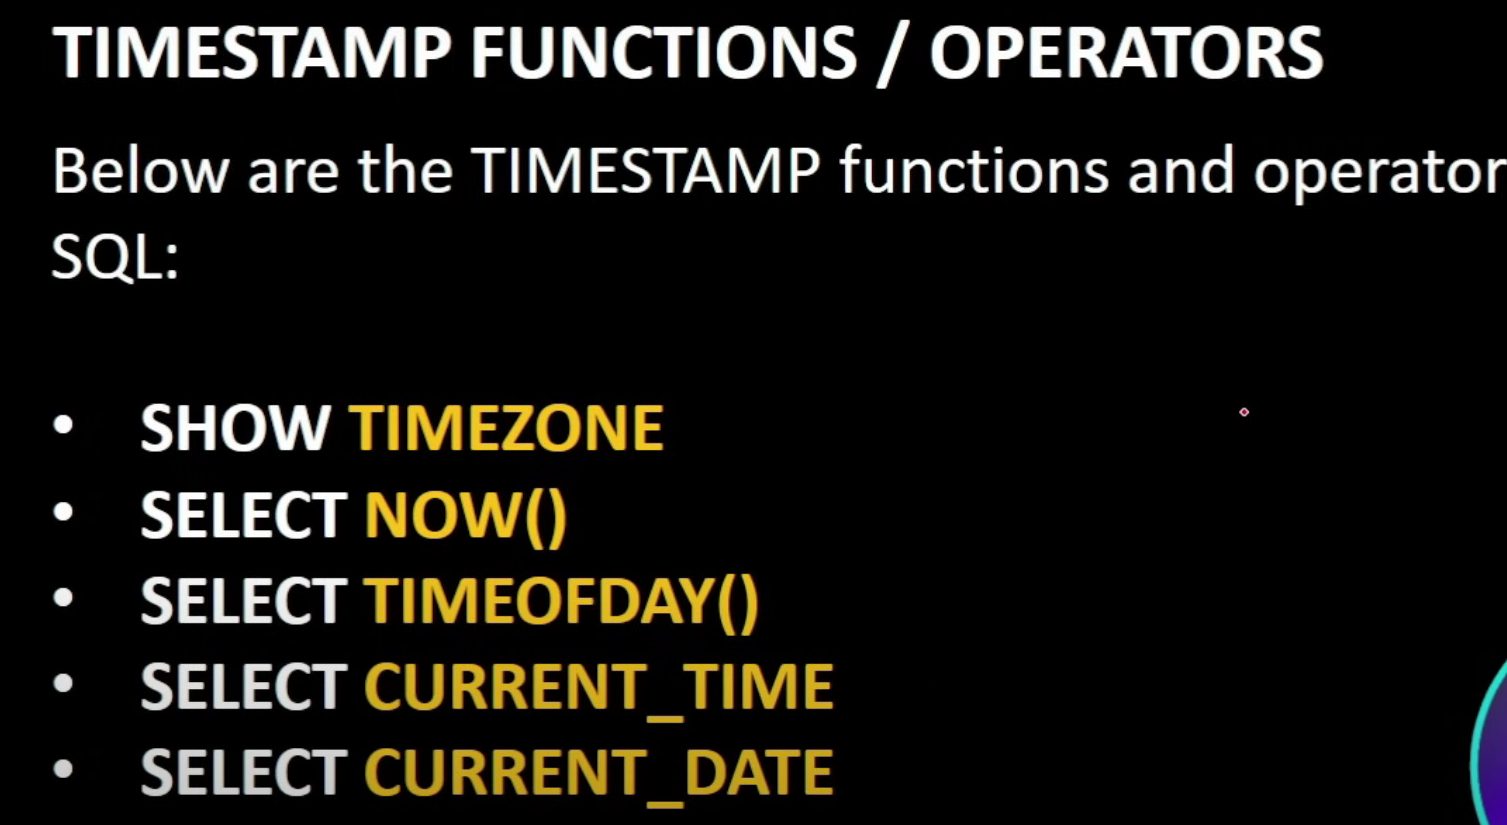 TIMESTAMP FUNCTIONS / OPERATORS
Below are the TIMESTAMP functions and operator
SQL:
• SHOW TIMEZONE
• SELECT NOW()
• SELECT TIMEOFDAY()
• SELECT CURRENT_TIME
• SELECT CURRENT_DATE